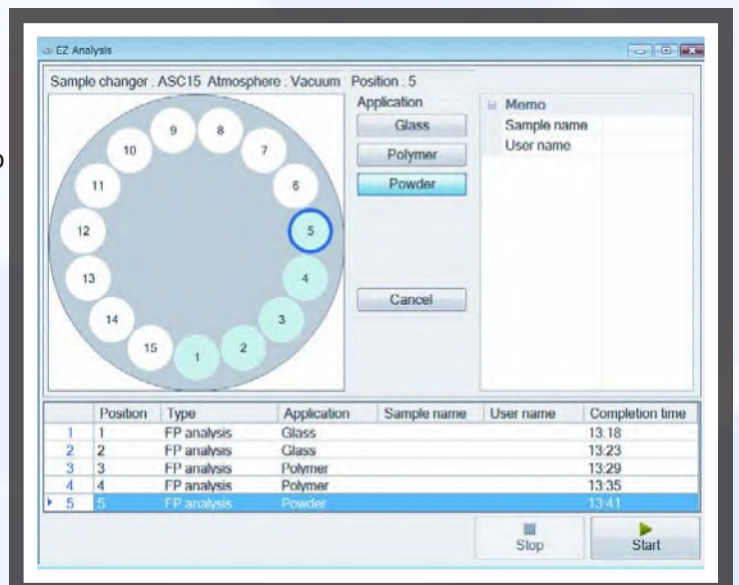 EZ Analysis
Sample changer : ASC15 Atmosphere : Vacuum Position : 5
Application
Glass
Polymer
Powder
Cancel
Memo
Sample name
User name
9
8
10
7
11
6
12
5
13
4
14
3
15
1
2
Position Type Application Sample name User name Completion time
1 1 FP analysis Glass 13:18
2 2 FP analysis Glass 13:23
3 3 FP analysis Polymer 13:29
4 4 FP analysis Polymer 13:35
5 5 FP analysis Powder 13:41
Stop
Start